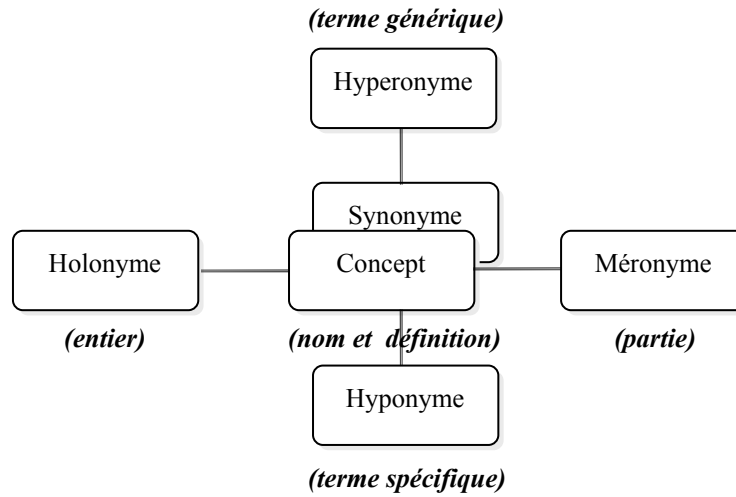 (terme générique)
Hyperonyme
Synonyme
Holonyme
Concept
Méronyme
(entier)
(nom et définition)
(partie)
Hyponyme
(terme spécifique)